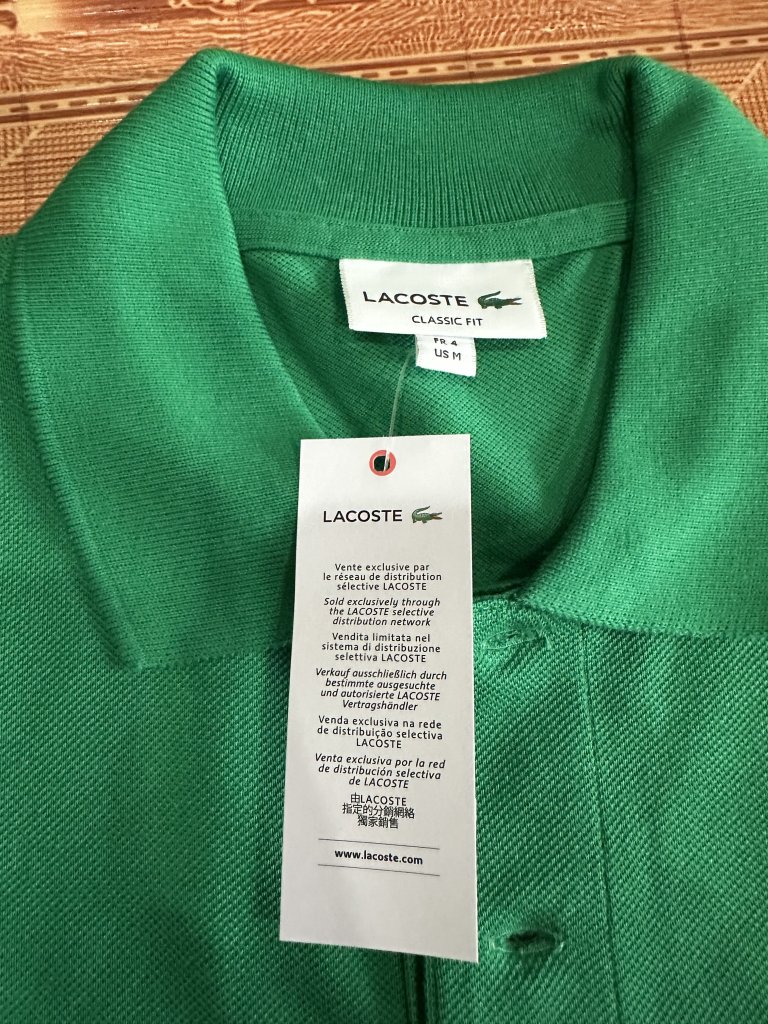 LACOSTE
CLASSIC FIT
FR 4
US M
LACOSTE
Vente exclusive par
le réseau de distribution
sélective LACOSTE
Sold exclusively through
the LACOSTE selective
distribution network
Vendita limitata nel
sistema di distribuzione
selettiva LACOSTE
Verkauf ausschließlich durch
bestimmte ausgesuchte
und autorisierte LACOSTE
Vertragshändler
Venda exclusiva na rede
de distribuição selectiva
LACOSTE
Venta exclusiva por la red
de distribución selectiva
de LACOSTE
由LACOSTE
指定的分銷網絡
獨家銷售
www.lacoste.com